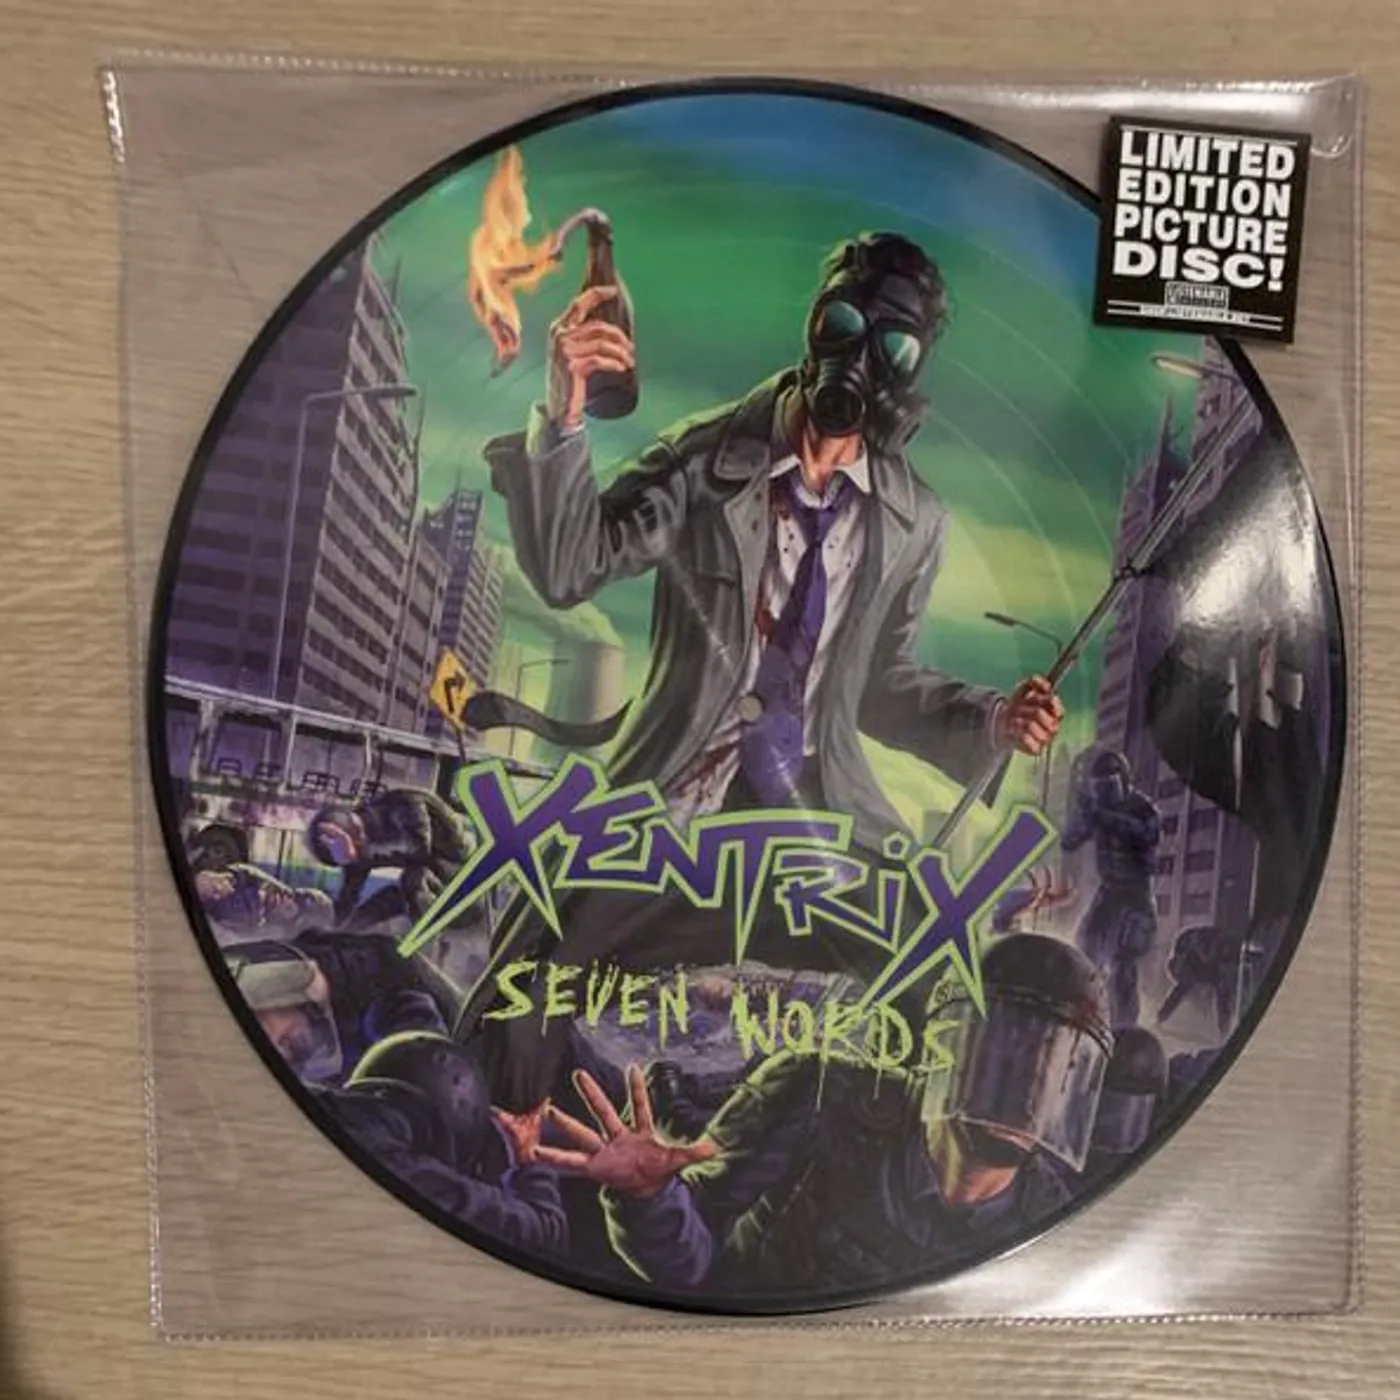 LIMITED
EDITION
PICTURE
DISC!
XENTRIX
SEVEN WORDS